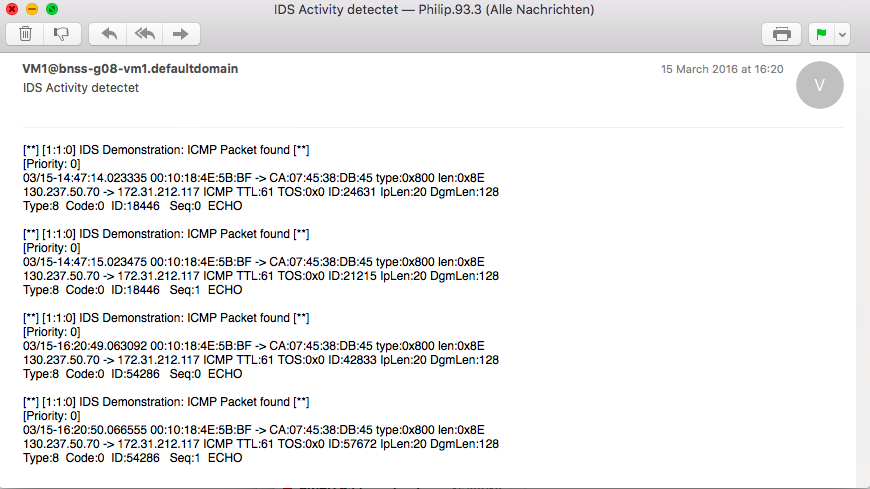 IDS Activity detectet — Philip.93.3 (Alle Nachrichten)
VM1@bnss-g08-vm1.defaultdomain
15 March 2016 at 16:20
V
IDS Activity detectet
[**] [1:1:0] IDS Demonstration: ICMP Packet found [**]
[Priority: 0]
03/15-14:47:14.023335 00:10:18:4E:5B:BF -> CA:07:45:38:DB:45 type:0x800 len:0x8E
130.237.50.70 -> 172.31.212.117 ICMP TTL:61 TOS:0x0 ID:24631 IpLen:20 DgmLen:128
Type:8 Code:0 ID:18446 Seq:0 ECHO
[**] [1:1:0] IDS Demonstration: ICMP Packet found [**]
[Priority: 0]
03/15-14:47:15.023475 00:10:18:4E:5B:BF -> CA:07:45:38:DB:45 type:0x800 len:0x8E
130.237.50.70 -> 172.31.212.117 ICMP TTL:61 TOS:0x0 ID:21215 IpLen:20 DgmLen:128
Type:8 Code:0 ID:18446 Seq:1 ECHO
[**] [1:1:0] IDS Demonstration: ICMP Packet found [**]
[Priority: 0]
03/15-16:20:49.063092 00:10:18:4E:5B:BF -> CA:07:45:38:DB:45 type:0x800 len:0x8E
130.237.50.70 -> 172.31.212.117 ICMP TTL:61 TOS:0x0 ID:42833 IpLen:20 DgmLen:128
Type:8 Code:0 ID:54286 Seq:0 ECHO
[**] [1:1:0] IDS Demonstration: ICMP Packet found [**]
[Priority: 0]
03/15-16:20:50.066555 00:10:18:4E:5B:BF -> CA:07:45:38:DB:45 type:0x800 len:0x8E
130.237.50.70 -> 172.31.212.117 ICMP TTL:61 TOS:0x0 ID:57672 IpLen:20 DgmLen:128
Type:8 Code:0 ID:54286 Seq:1 ECHO